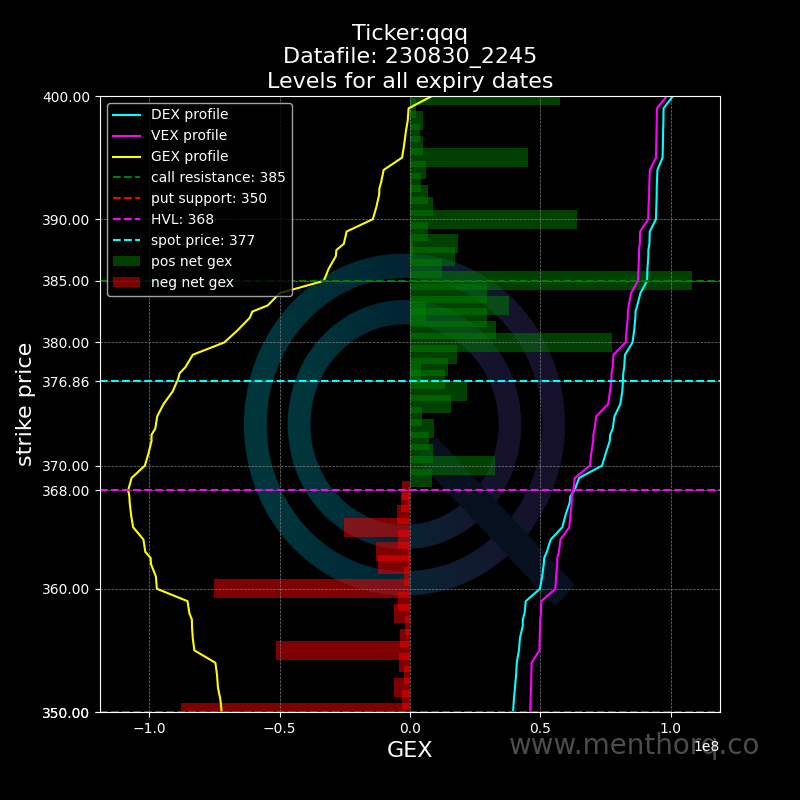 Ticker:qqq
Datafile: 230830_2245
Levels for all expiry dates
400.00
390.00
385.00
380.00
376.86
370.00
368.00
360.00
350.00
strike price
DEX profile
VEX profile
GEX profile
call resistance: 385
put support: 350
HVL: 368
spot price: 377
pos net gex
neg net gex
−1.0 −0.5 0.0 0.5 1.0
1e8
GEX
www.menthorq.co